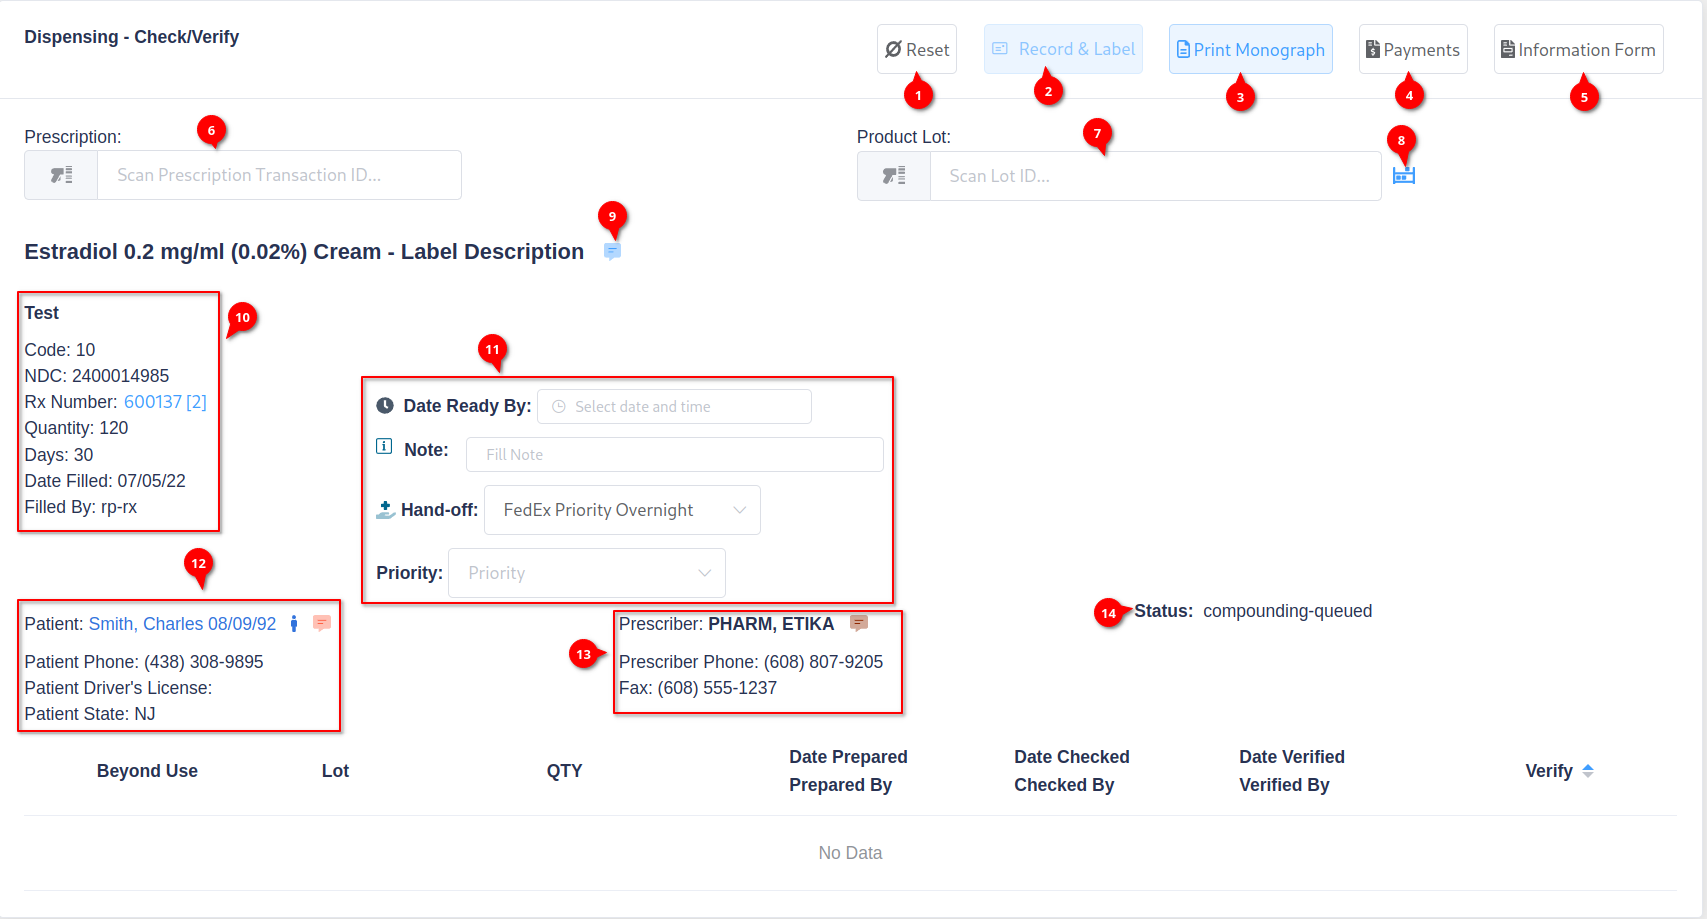 Dispensing - Check/Verify
Reset
Record & Label
Print Monograph
Payments
Information Form
1
2
3
4
5
Prescription:
6
Scan Prescription Transaction ID...
Product Lot:
7
8
Scan Lot ID...
9
Estradiol 0.2 mg/ml (0.02%) Cream - Label Description
10
Test
Code: 10
NDC: 2400014985
Rx Number: 600137 [2]
Quantity: 120
Days: 30
Date Filled: 07/05/22
Filled By: rp-rx
11
Date Ready By: Select date and time
Note: Fill Note
Hand-off: FedEx Priority Overnight
Priority: Priority
12
Patient: Smith, Charles 08/09/92
Patient Phone: (438) 308-9895
Patient Driver's License:
Patient State: NJ
13
Prescriber: PHARM, ETIKA
Prescriber Phone: (608) 807-9205
Fax: (608) 555-1237
14
Status: compounding-queued
Beyond Use
Lot
QTY
Date Prepared
Prepared By
Date Checked
Checked By
Date Verified
Verified By
Verify
No Data